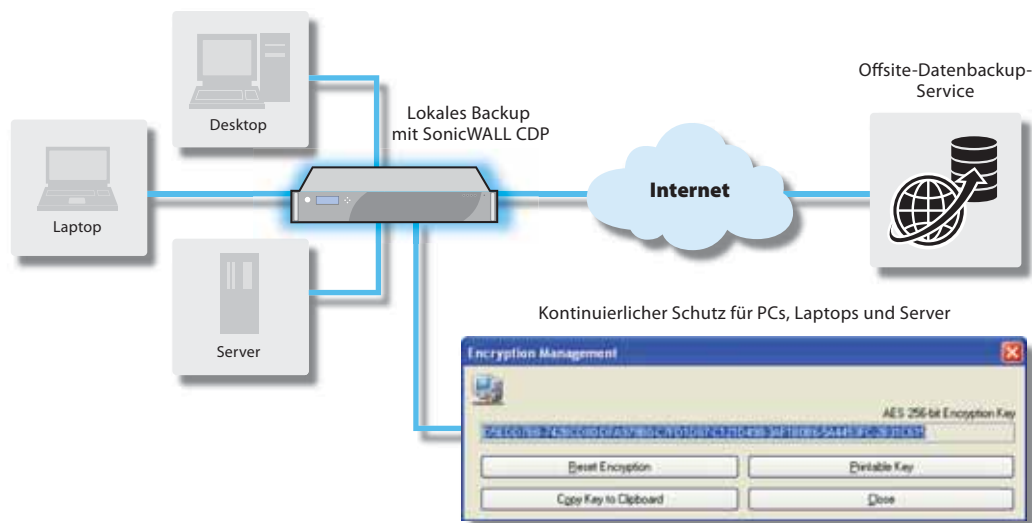 Desktop
Lokales Backup
mit SonicWALL CDP
Offsite-Datenbackup-
Service
Laptop
Internet
Server
Kontinuierlicher Schutz für PCs, Laptops und Server
Encryption Management
AES 256-bit Encryption Key
Reset Encryption
Printable Key
Copy Key to Clipboard
Close